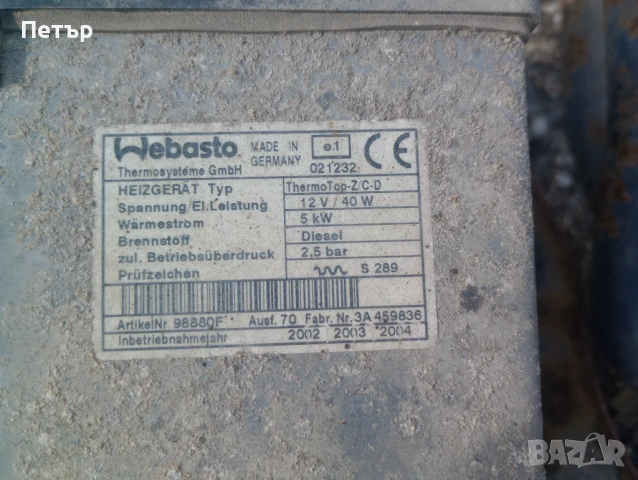 Петър
Webasto
MADE IN GERMANY
e1
021232
CE
Thermosysteme GmbH
HEIZGERÄT Typ ThermoTop-Z/C-D
Spannung/El.Leistung 12 V / 40 W
Wärmestrom 5 kW
Brennstoff Diesel
zul. Betriebsüberdruck 2,5 bar
Prüfzeichen S 289
ArtikelNr 98880F Ausf. 70 Fabr. Nr. 3A 459836
Inbetriebnahmejahr 2002 2003 2004
BAZAR